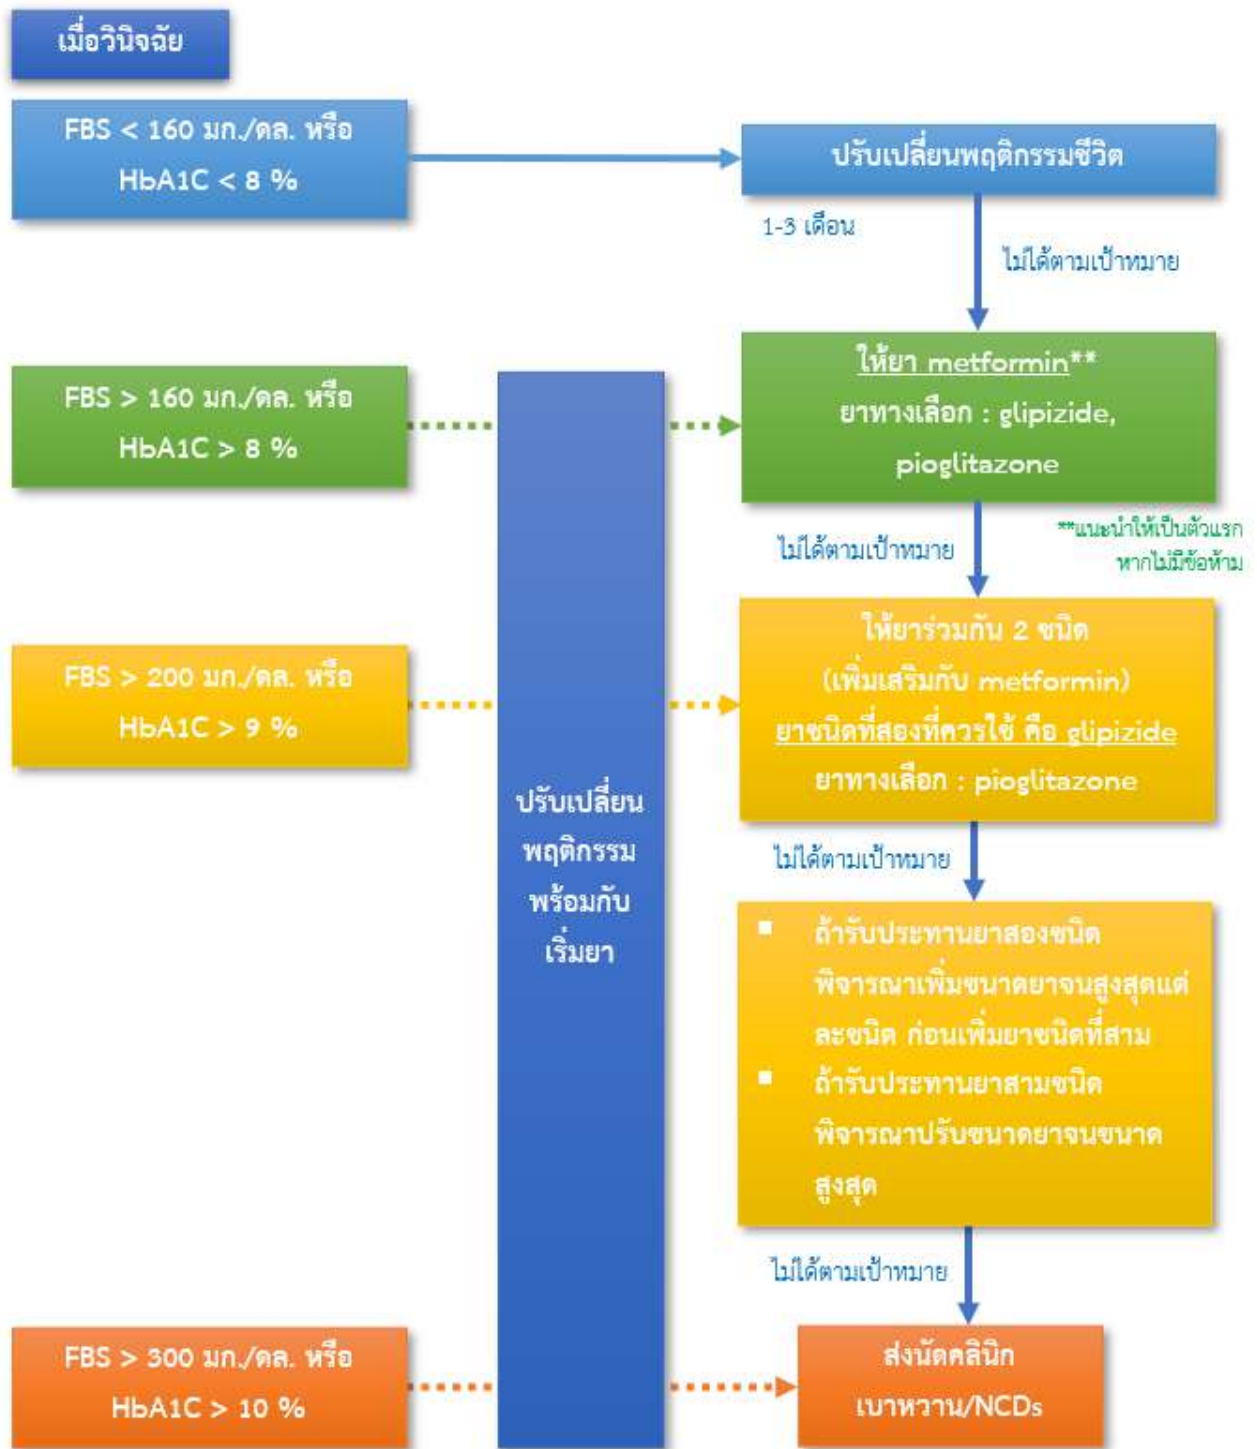 เมื่อวินิจฉัย
FBS < 160 มก./ดล. หรือ
HbA1C < 8 %
ปรับเปลี่ยนพฤติกรรมชีวิต
1-3 เดือน
ไม่ได้ตามเป้าหมาย
FBS > 160 มก./ดล. หรือ
HbA1C > 8 %
ให้ยา metformin**
ยาทางเลือก : glipizide,
pioglitazone
**แนะนำให้เป็นตัวแรก
หากไม่มีข้อห้าม
ไม่ได้ตามเป้าหมาย
FBS > 200 มก./ดล. หรือ
HbA1C > 9 %
ให้ยาร่วมกัน 2 ชนิด
(เพิ่มเสริมกับ metformin)
ยาชนิดที่สองที่ควรใช้ คือ glipizide
ยาทางเลือก : pioglitazone
ปรับเปลี่ยน
พฤติกรรม
พร้อมกับ
เริ่มยา
ไม่ได้ตามเป้าหมาย
▪ ถ้ารับประทานยาสองชนิด
พิจารณาเพิ่มขนาดยาจนสูงสุดแต่
ละชนิด ก่อนเพิ่มยาชนิดที่สาม
▪ ถ้ารับประทานยาสามชนิด
พิจารณาปรับขนาดยาจนขนาด
สูงสุด
ไม่ได้ตามเป้าหมาย
FBS > 300 มก./ดล. หรือ
HbA1C > 10 %
ส่งนัดคลินิก
เบาหวาน/NCDs